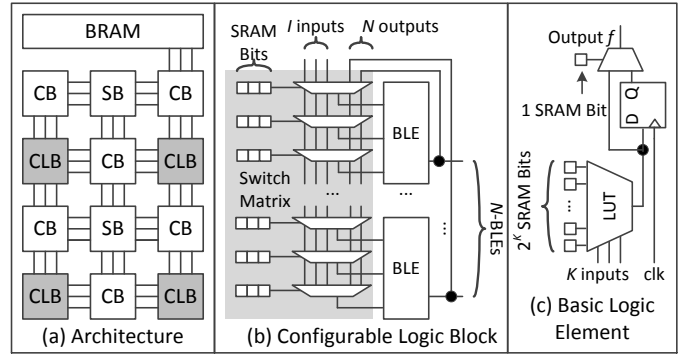 BRAM
CB SB CB
CLB CB CLB
CB SB CB
CLB CB CLB
(a) Architecture
I inputs N outputs
SRAM
Bits
BLE
...
...
Switch
Matrix
...
...
BLE
N-BLEs
(b) Configurable Logic Block
Output f
1 SRAM Bit
D Q
2^K SRAM Bits
...
LUT
K inputs clk
(c) Basic Logic
Element